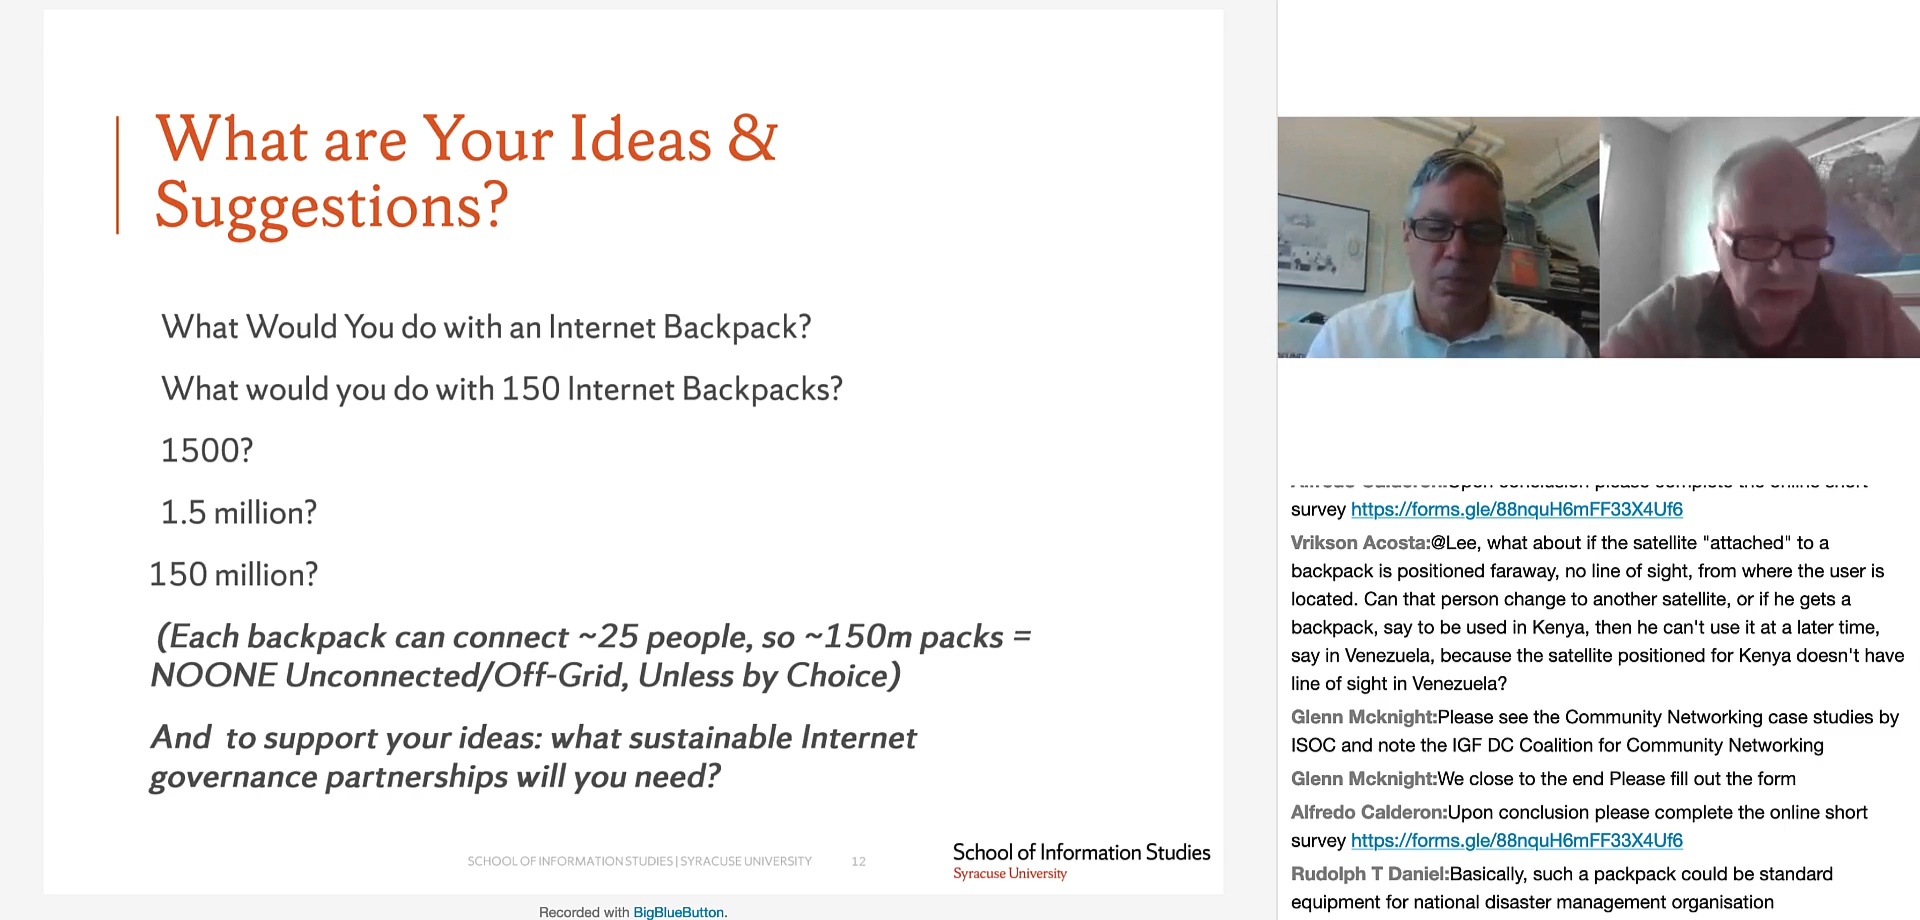 What are Your Ideas &
Suggestions?
What Would You do with an Internet Backpack?
What would you do with 150 Internet Backpacks?
1500?
1.5 million?
150 million?
(Each backpack can connect ~25 people, so ~150m packs =
NOONE Unconnected/Off-Grid, Unless by Choice)
And to support your ideas: what sustainable Internet
governance partnerships will you need?
SCHOOL OF INFORMATION STUDIES | SYRACUSE UNIVERSITY 12
School of Information Studies
Syracuse University
Recorded with BigBlueButton.
Alfredo Calderon:Upon conclusion please complete the online short
survey https://forms.gle/88nquH6mFF33X4Uf6
Vrikson Acosta:@Lee, what about if the satellite "attached" to a
backpack is positioned faraway, no line of sight, from where the user is
located. Can that person change to another satellite, or if he gets a
backpack, say to be used in Kenya, then he can't use it at a later time,
say in Venezuela, because the satellite positioned for Kenya doesn't have
line of sight in Venezuela?
Glenn Mcknight:Please see the Community Networking case studies by
ISOC and note the IGF DC Coalition for Community Networking
Glenn Mcknight:We close to the end Please fill out the form
Alfredo Calderon:Upon conclusion please complete the online short
survey https://forms.gle/88nquH6mFF33X4Uf6
Rudolph T Daniel:Basically, such a packpack could be standard
equipment for national disaster management organisation